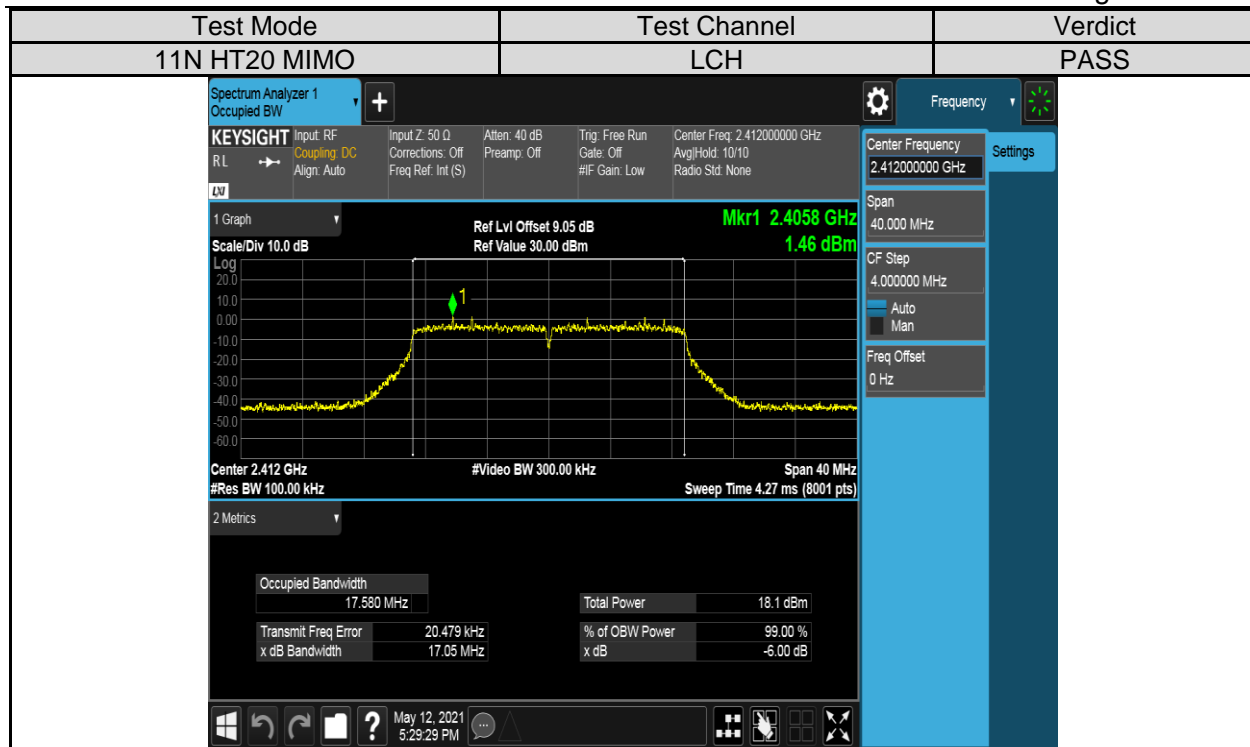 Test Mode Test Channel Verdict
11N HT20 MIMO LCH PASS
Spectrum Analyzer 1
Occupied BW
Frequency
KEYSIGHT Input: RF Input Z: 50 Ω Atten: 40 dB Trig: Free Run Center Freq: 2.412000000 GHz
RL Coupling: DC Corrections: Off Preamp: Off Gate: Off Avg|Hold: 10/10
Align: Auto Freq Ref: Int (S) #IF Gain: Low Radio Std: None
LXI
Center Frequency
2.412000000 GHz
Settings
Span
40.000 MHz
CF Step
4.000000 MHz
Auto
Man
Freq Offset
0 Hz
1 Graph Ref Lvl Offset 9.05 dB Mkr1 2.4058 GHz
Scale/Div 10.0 dB Ref Value 30.00 dBm 1.46 dBm
Log
20.0
10.0
1
0.00
-10.0
-20.0
-30.0
-40.0
-50.0
-60.0
Center 2.412 GHz #Video BW 300.00 kHz Span 40 MHz
#Res BW 100.00 kHz Sweep Time 4.27 ms (8001 pts)
2 Metrics
Occupied Bandwidth
17.580 MHz Total Power 18.1 dBm
Transmit Freq Error 20.479 kHz % of OBW Power 99.00 %
x dB Bandwidth 17.05 MHz x dB -6.00 dB
? May 12, 2021
5:29:29 PM